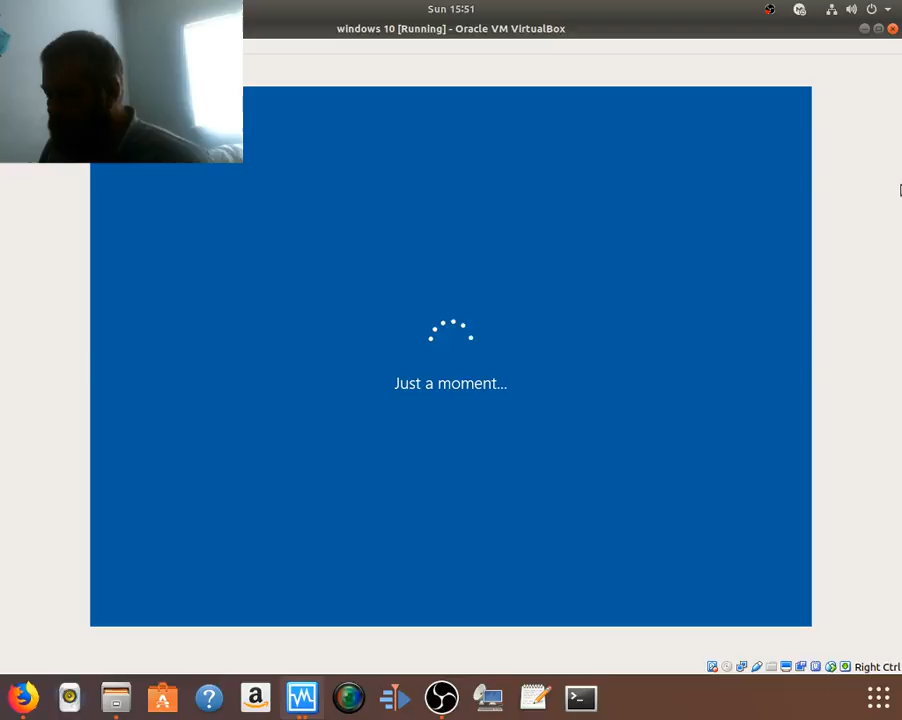 Sun 15:51
windows 10 [Running] - Oracle VM VirtualBox
Just a moment...
Right Ctrl